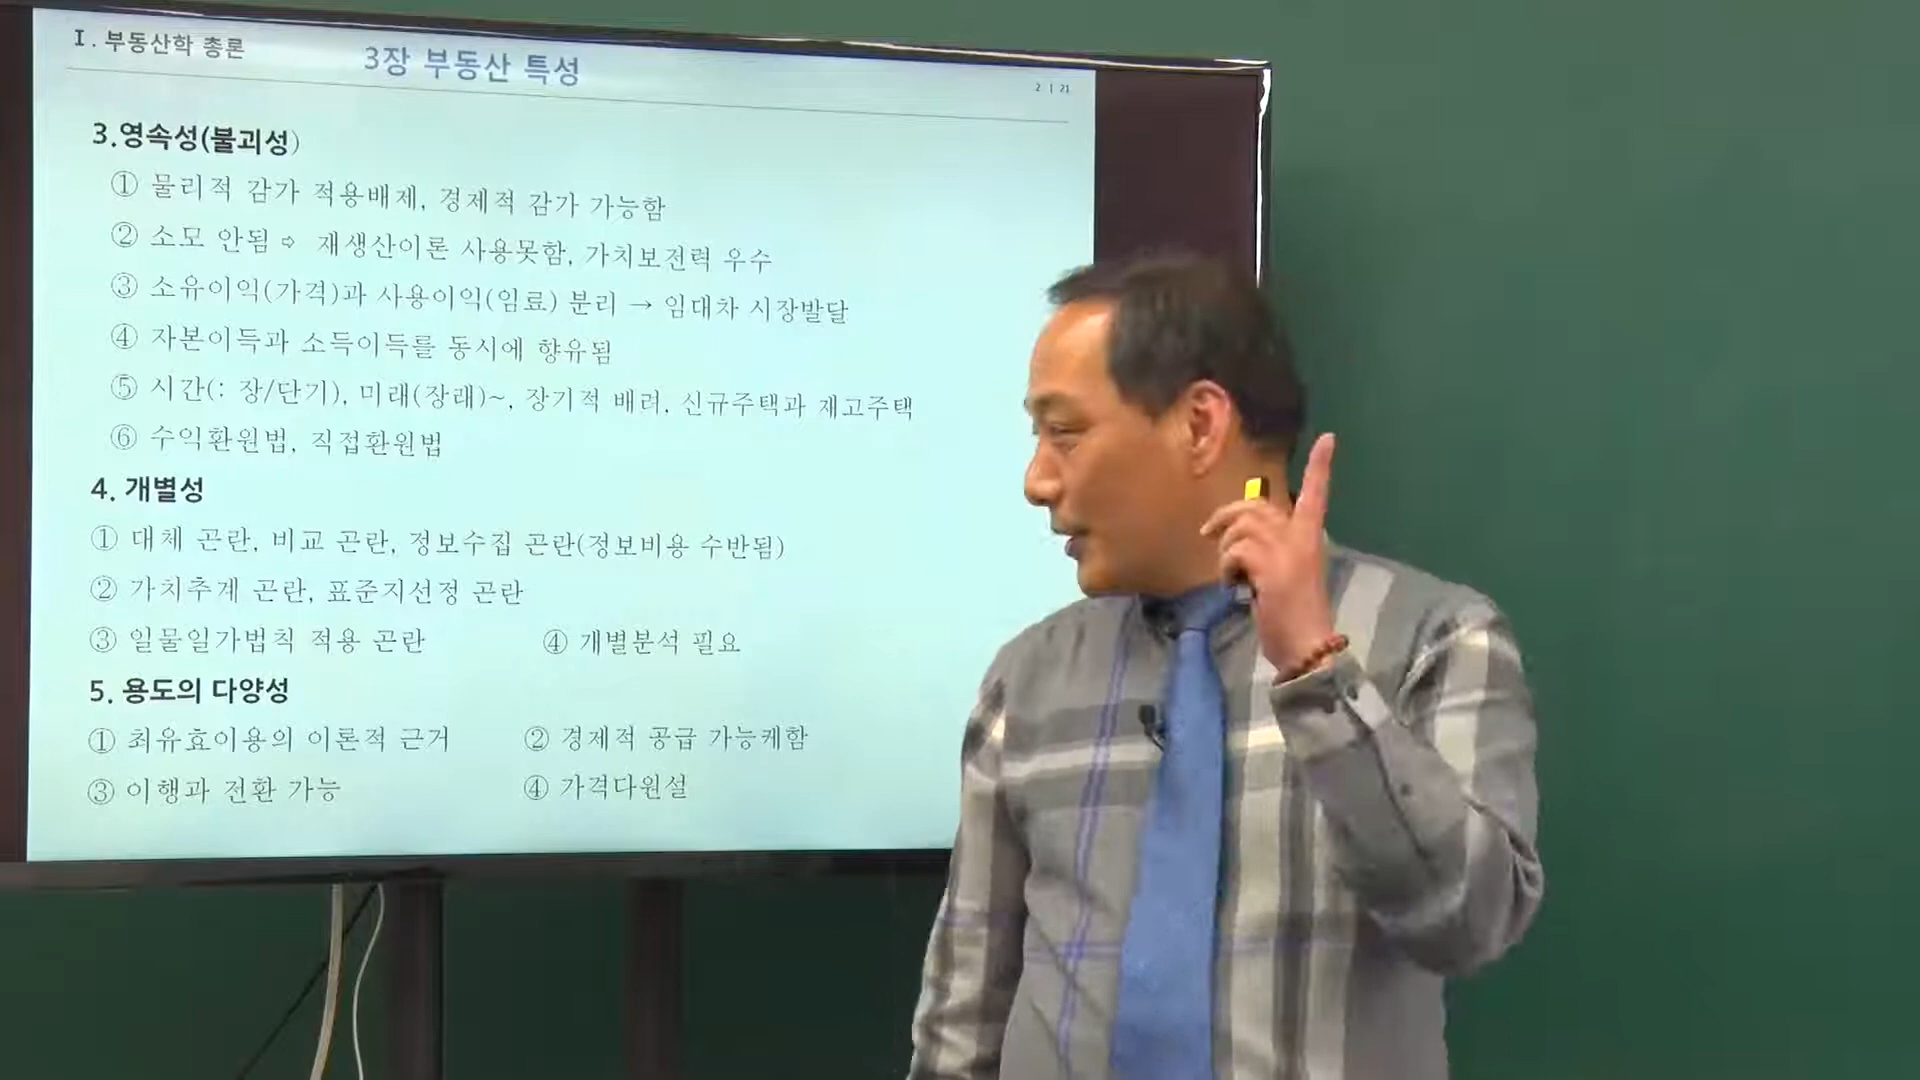 Ⅰ. 부동산학 총론
3장 부동산 특성
2 | 21
3.영속성(불괴성)
① 물리적 감가 적용배제, 경제적 감가 가능함
② 소모 안됨 ⇨ 재생산이론 사용못함, 가치보전력 우수
③ 소유이익(가격)과 사용이익(임료) 분리 → 임대차 시장발달
④ 자본이득과 소득이득를 동시에 향유됨
⑤ 시간(: 장/단기), 미래(장래)~, 장기적 배려, 신규주택과 재고주택
⑥ 수익환원법, 직접환원법
4. 개별성
① 대체 곤란, 비교 곤란, 정보수집 곤란(정보비용 수반됨)
② 가치추계 곤란, 표준지선정 곤란
③ 일물일가법칙 적용 곤란 ④ 개별분석 필요
5. 용도의 다양성
① 최유효이용의 이론적 근거 ② 경제적 공급 가능케함
③ 이행과 전환 가능 ④ 가격다원설